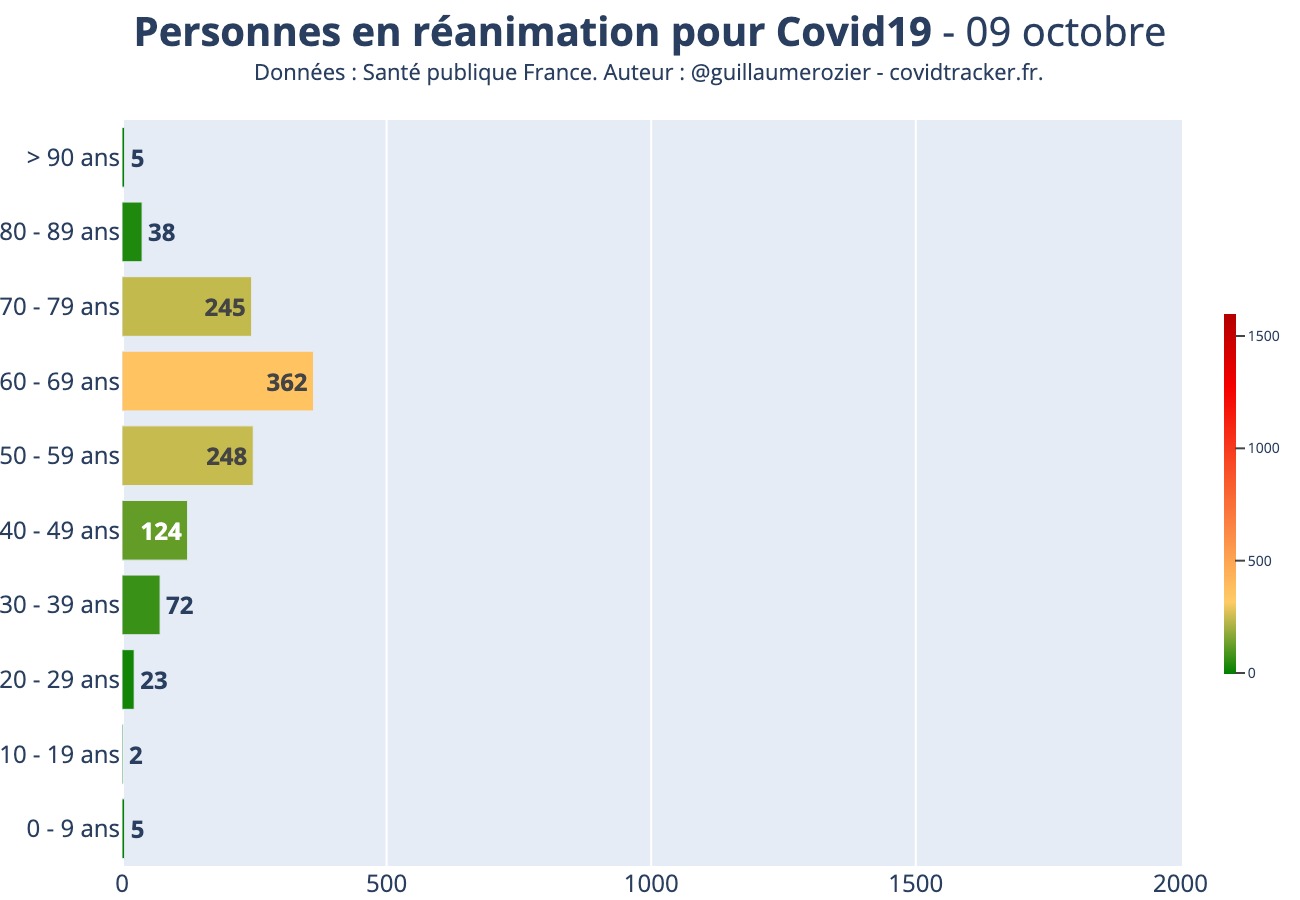 Personnes en réanimation pour Covid19 - 09 octobre
Données : Santé publique France. Auteur : @guillaumerozier - covidtracker.fr.
> 90 ans 5
80 - 89 ans 38
70 - 79 ans 245
60 - 69 ans 362
50 - 59 ans 248
40 - 49 ans 124
30 - 39 ans 72
20 - 29 ans 23
10 - 19 ans 2
0 - 9 ans 5
0 500 1000 1500 2000
1500
1000
500
0